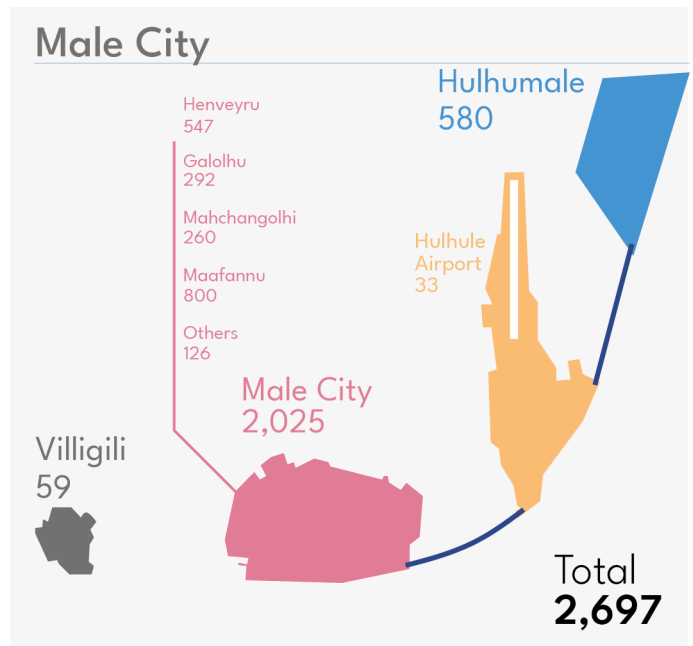 Male City
Hulhumale
580
Henveyru
547
Galolhu
292
Mahchangolhi
260
Maafannu
800
Others
126
Hulhule
Airport
33
Male City
2,025
Villigili
59
Total
2,697